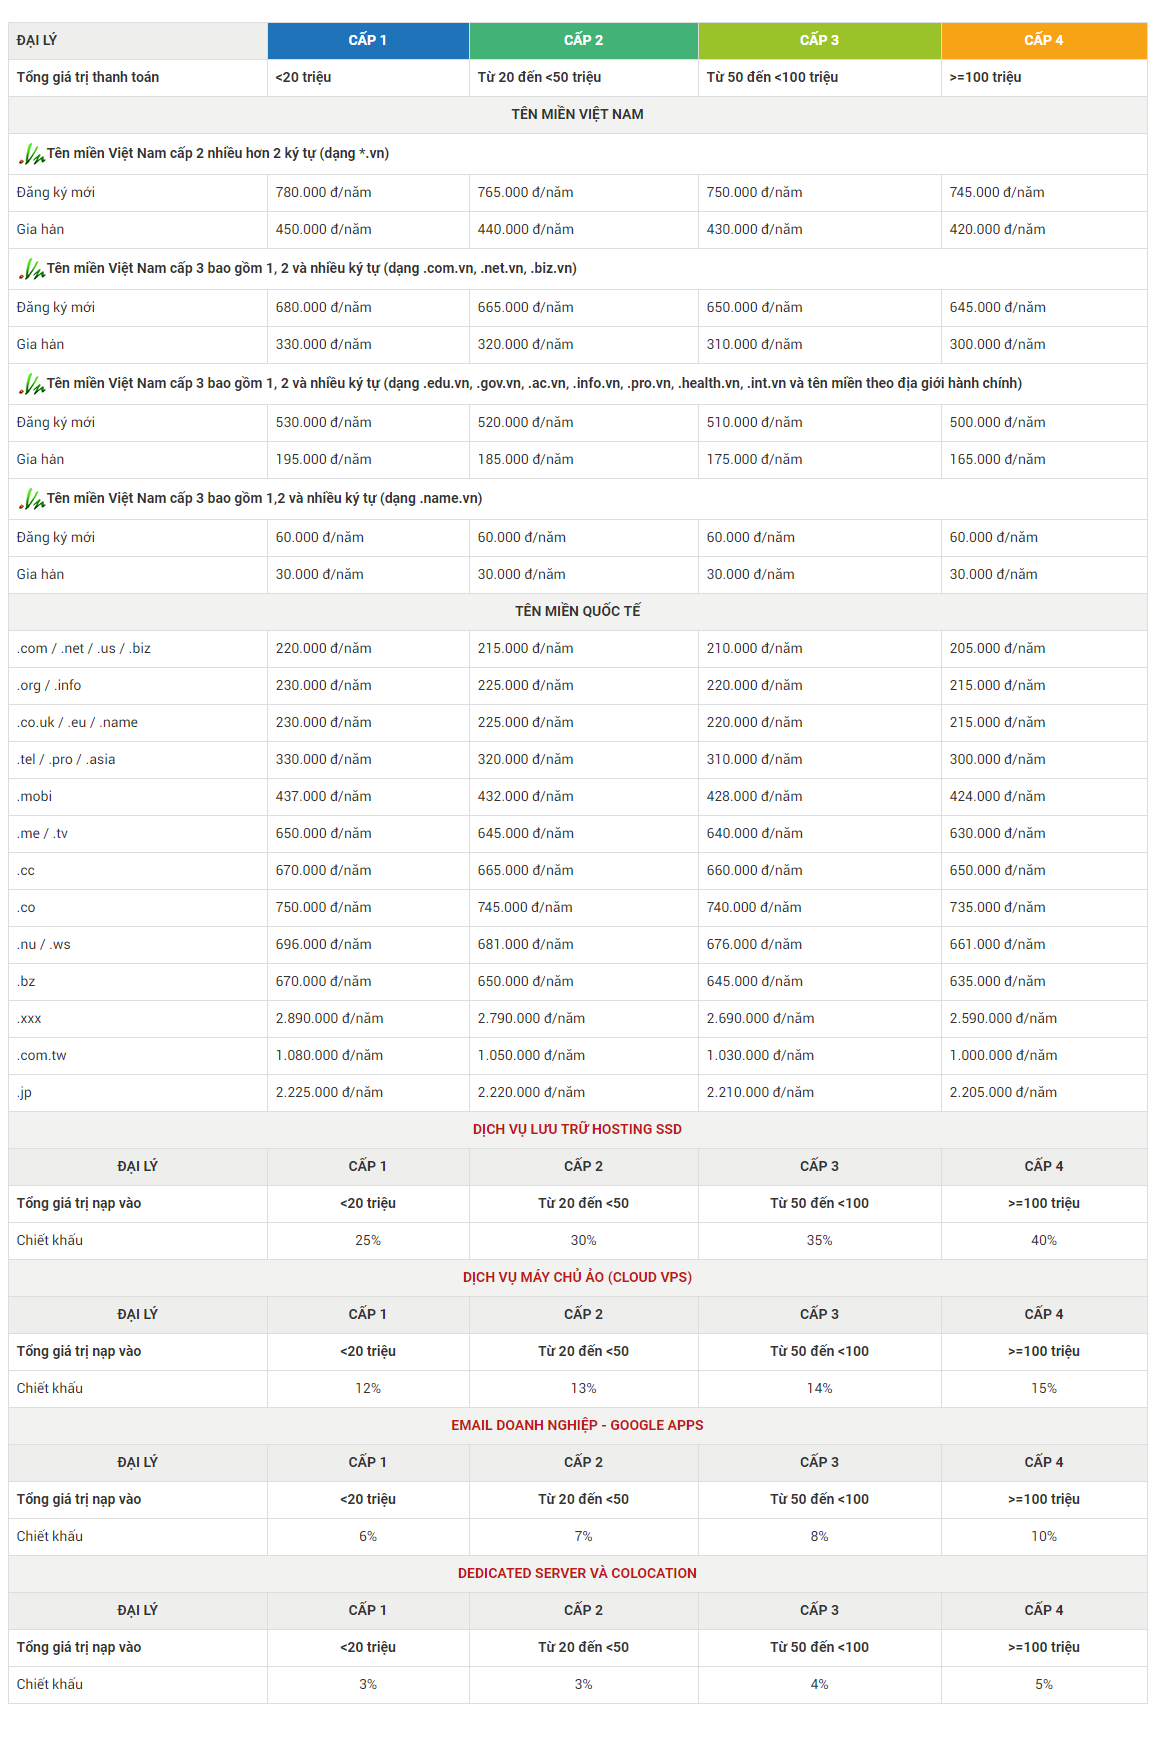 ĐẠI LÝ CẤP 1 CẤP 2 CẤP 3 CẤP 4
Tổng giá trị thanh toán <20 triệu Từ 20 đến <50 triệu Từ 50 đến <100 triệu >=100 triệu
TÊN MIỀN VIỆT NAM
.Vn Tên miền Việt Nam cấp 2 nhiều hơn 2 ký tự (dạng *.vn)
Đăng ký mới 780.000 đ/năm 765.000 đ/năm 750.000 đ/năm 745.000 đ/năm
Gia hạn 450.000 đ/năm 440.000 đ/năm 430.000 đ/năm 420.000 đ/năm
.Vn Tên miền Việt Nam cấp 3 bao gồm 1, 2 và nhiều ký tự (dạng .com.vn, .net.vn, .biz.vn)
Đăng ký mới 680.000 đ/năm 665.000 đ/năm 650.000 đ/năm 645.000 đ/năm
Gia hạn 330.000 đ/năm 320.000 đ/năm 310.000 đ/năm 300.000 đ/năm
.Vn Tên miền Việt Nam cấp 3 bao gồm 1, 2 và nhiều ký tự (dạng .edu.vn, .gov.vn, .ac.vn, .info.vn, .pro.vn, .health.vn, .int.vn và tên miền theo địa giới hành chính)
Đăng ký mới 530.000 đ/năm 520.000 đ/năm 510.000 đ/năm 500.000 đ/năm
Gia hạn 195.000 đ/năm 185.000 đ/năm 175.000 đ/năm 165.000 đ/năm
.Vn Tên miền Việt Nam cấp 3 bao gồm 1,2 và nhiều ký tự (dạng .name.vn)
Đăng ký mới 60.000 đ/năm 60.000 đ/năm 60.000 đ/năm 60.000 đ/năm
Gia hạn 30.000 đ/năm 30.000 đ/năm 30.000 đ/năm 30.000 đ/năm
TÊN MIỀN QUỐC TẾ
.com / .net / .us / .biz 220.000 đ/năm 215.000 đ/năm 210.000 đ/năm 205.000 đ/năm
.org / .info 230.000 đ/năm 225.000 đ/năm 220.000 đ/năm 215.000 đ/năm
.co.uk / .eu / .name 230.000 đ/năm 225.000 đ/năm 220.000 đ/năm 215.000 đ/năm
.tel / .pro / .asia 330.000 đ/năm 320.000 đ/năm 310.000 đ/năm 300.000 đ/năm
.mobi 437.000 đ/năm 432.000 đ/năm 428.000 đ/năm 424.000 đ/năm
.me / .tv 650.000 đ/năm 645.000 đ/năm 640.000 đ/năm 630.000 đ/năm
.cc 670.000 đ/năm 665.000 đ/năm 660.000 đ/năm 650.000 đ/năm
.co 750.000 đ/năm 745.000 đ/năm 740.000 đ/năm 735.000 đ/năm
.nu / .ws 696.000 đ/năm 681.000 đ/năm 676.000 đ/năm 661.000 đ/năm
.bz 670.000 đ/năm 650.000 đ/năm 645.000 đ/năm 635.000 đ/năm
.xxx 2.890.000 đ/năm 2.790.000 đ/năm 2.690.000 đ/năm 2.590.000 đ/năm
.com.tw 1.080.000 đ/năm 1.050.000 đ/năm 1.030.000 đ/năm 1.000.000 đ/năm
.jp 2.225.000 đ/năm 2.220.000 đ/năm 2.210.000 đ/năm 2.205.000 đ/năm
DỊCH VỤ LƯU TRỮ HOSTING SSD
ĐẠI LÝ CẤP 1 CẤP 2 CẤP 3 CẤP 4
Tổng giá trị nạp vào <20 triệu Từ 20 đến <50 Từ 50 đến <100 >=100 triệu
Chiết khấu 25% 30% 35% 40%
DỊCH VỤ MÁY CHỦ ẢO (CLOUD VPS)
ĐẠI LÝ CẤP 1 CẤP 2 CẤP 3 CẤP 4
Tổng giá trị nạp vào <20 triệu Từ 20 đến <50 Từ 50 đến <100 >=100 triệu
Chiết khấu 12% 13% 14% 15%
EMAIL DOANH NGHIỆP - GOOGLE APPS
ĐẠI LÝ CẤP 1 CẤP 2 CẤP 3 CẤP 4
Tổng giá trị nạp vào <20 triệu Từ 20 đến <50 Từ 50 đến <100 >=100 triệu
Chiết khấu 6% 7% 8% 10%
DEDICATED SERVER VÀ COLOCATION
ĐẠI LÝ CẤP 1 CẤP 2 CẤP 3 CẤP 4
Tổng giá trị nạp vào <20 triệu Từ 20 đến <50 Từ 50 đến <100 >=100 triệu
Chiết khấu 3% 3% 4% 5%